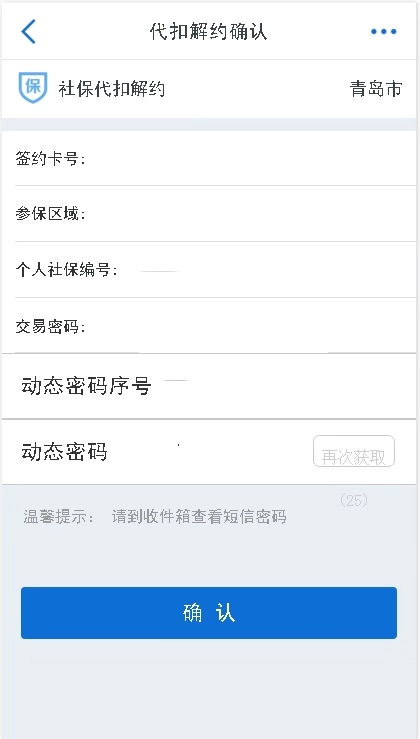 代扣解约确认
保 社保代扣解约 青岛市
签约卡号:
参保区域:
个人社保编号:
交易密码:
动态密码序号
动态密码 再次获取
(25)
温馨提示: 请到收件箱查看短信密码
确 认